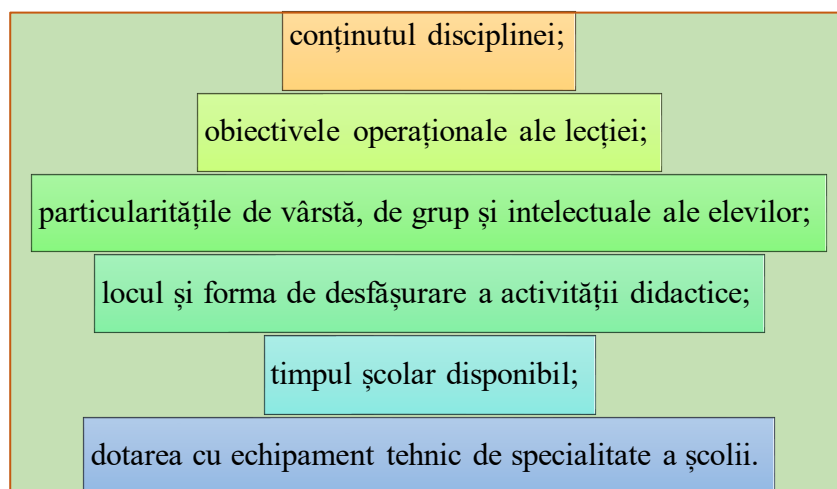 conținutul disciplinei;
obiectivele operaționale ale lecției;
particularitățile de vârstă, de grup și intelectuale ale elevilor;
locul și forma de desfășurare a activității didactice;
timpul școlar disponibil;
dotarea cu echipament tehnic de specialitate a școlii.